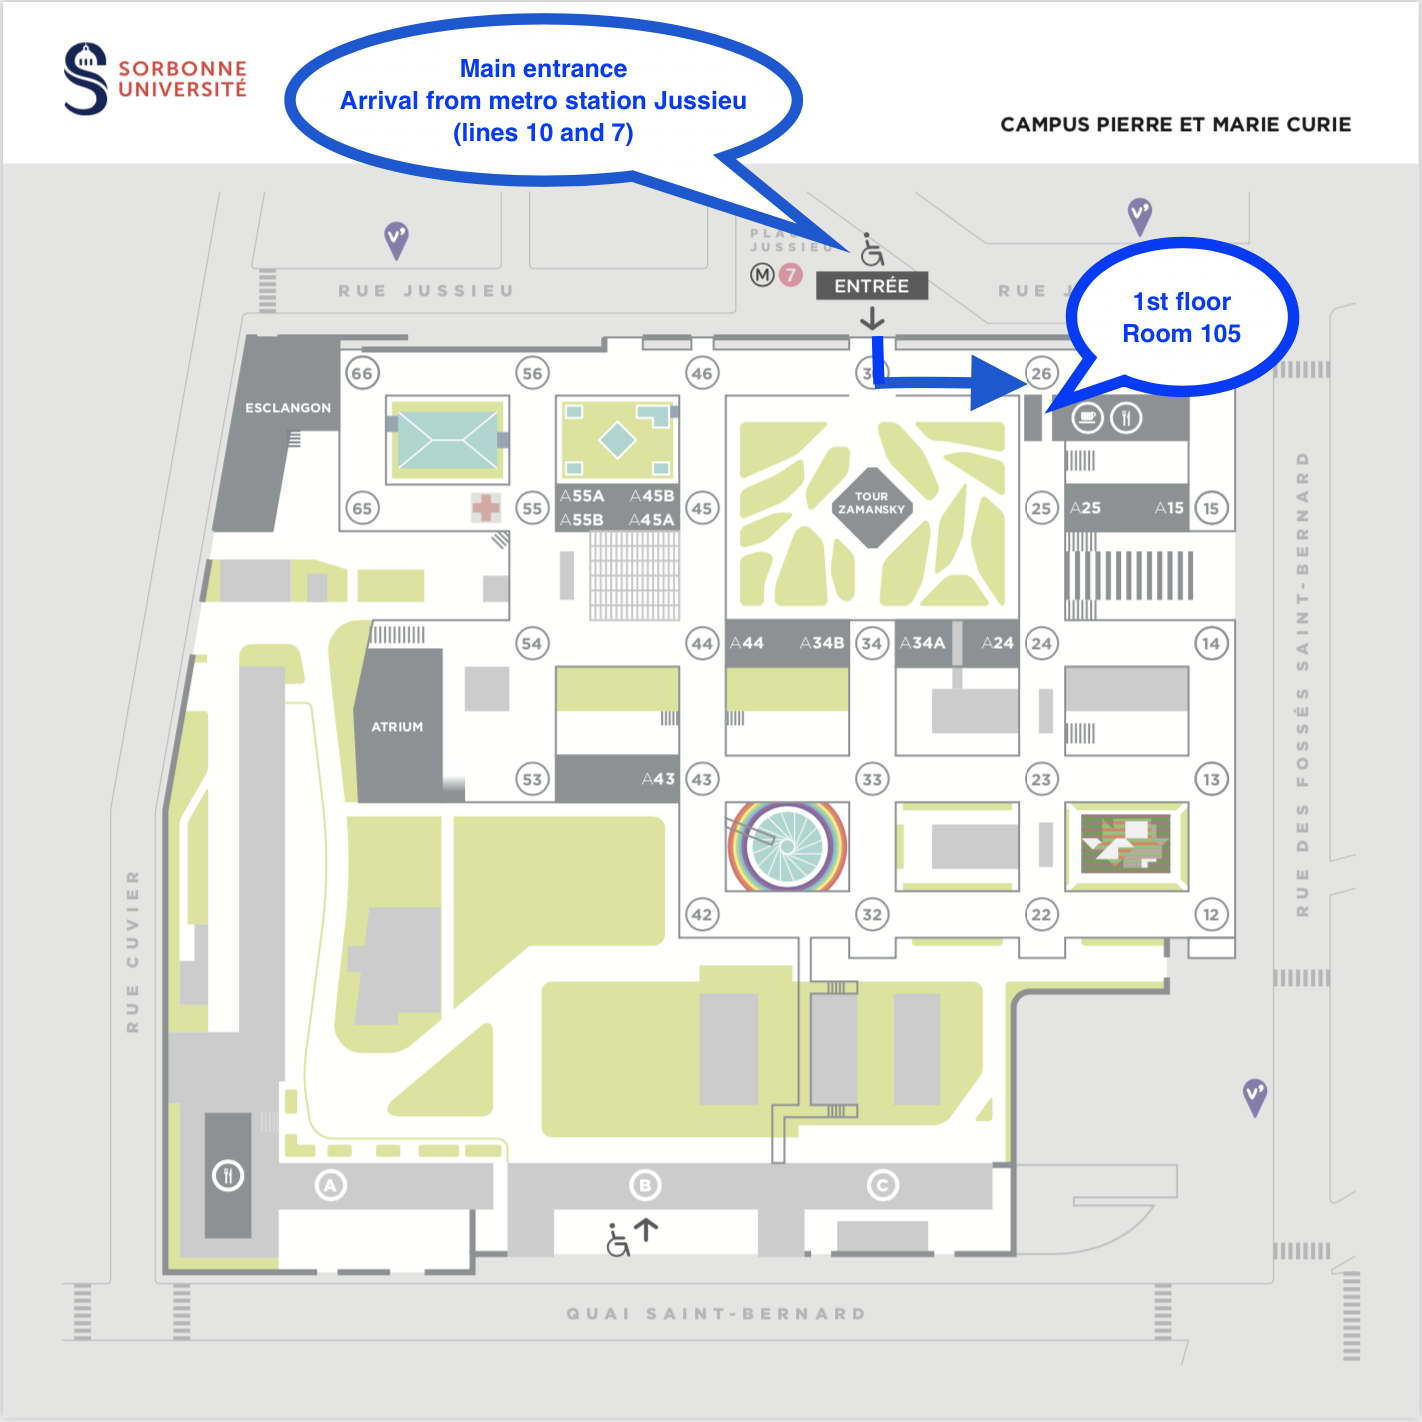 SORBONNE
UNIVERSITÉ
Main entrance
Arrival from metro station Jussieu
(lines 10 and 7)
CAMPUS PIERRE ET MARIE CURIE
V'
V'
JUSSIEU
M 7
ENTRÉE
RUE JUSSIEU
RUE
1st floor
Room 105
66 56 46 26
ESCLANGON
TOUR
ZAMANSKY
A55A A45B
A55B A45A
65 55 45 25 A25 A15 15
54 44 A44 A34B 34 A34A A24 24 14
ATRIUM
53 A43 43 33 23 13
42 32 22 12
RUE CUVIER
RUE DES FOSSÉS SAINT-BERNARD
V'
A B C
QUAI SAINT-BERNARD